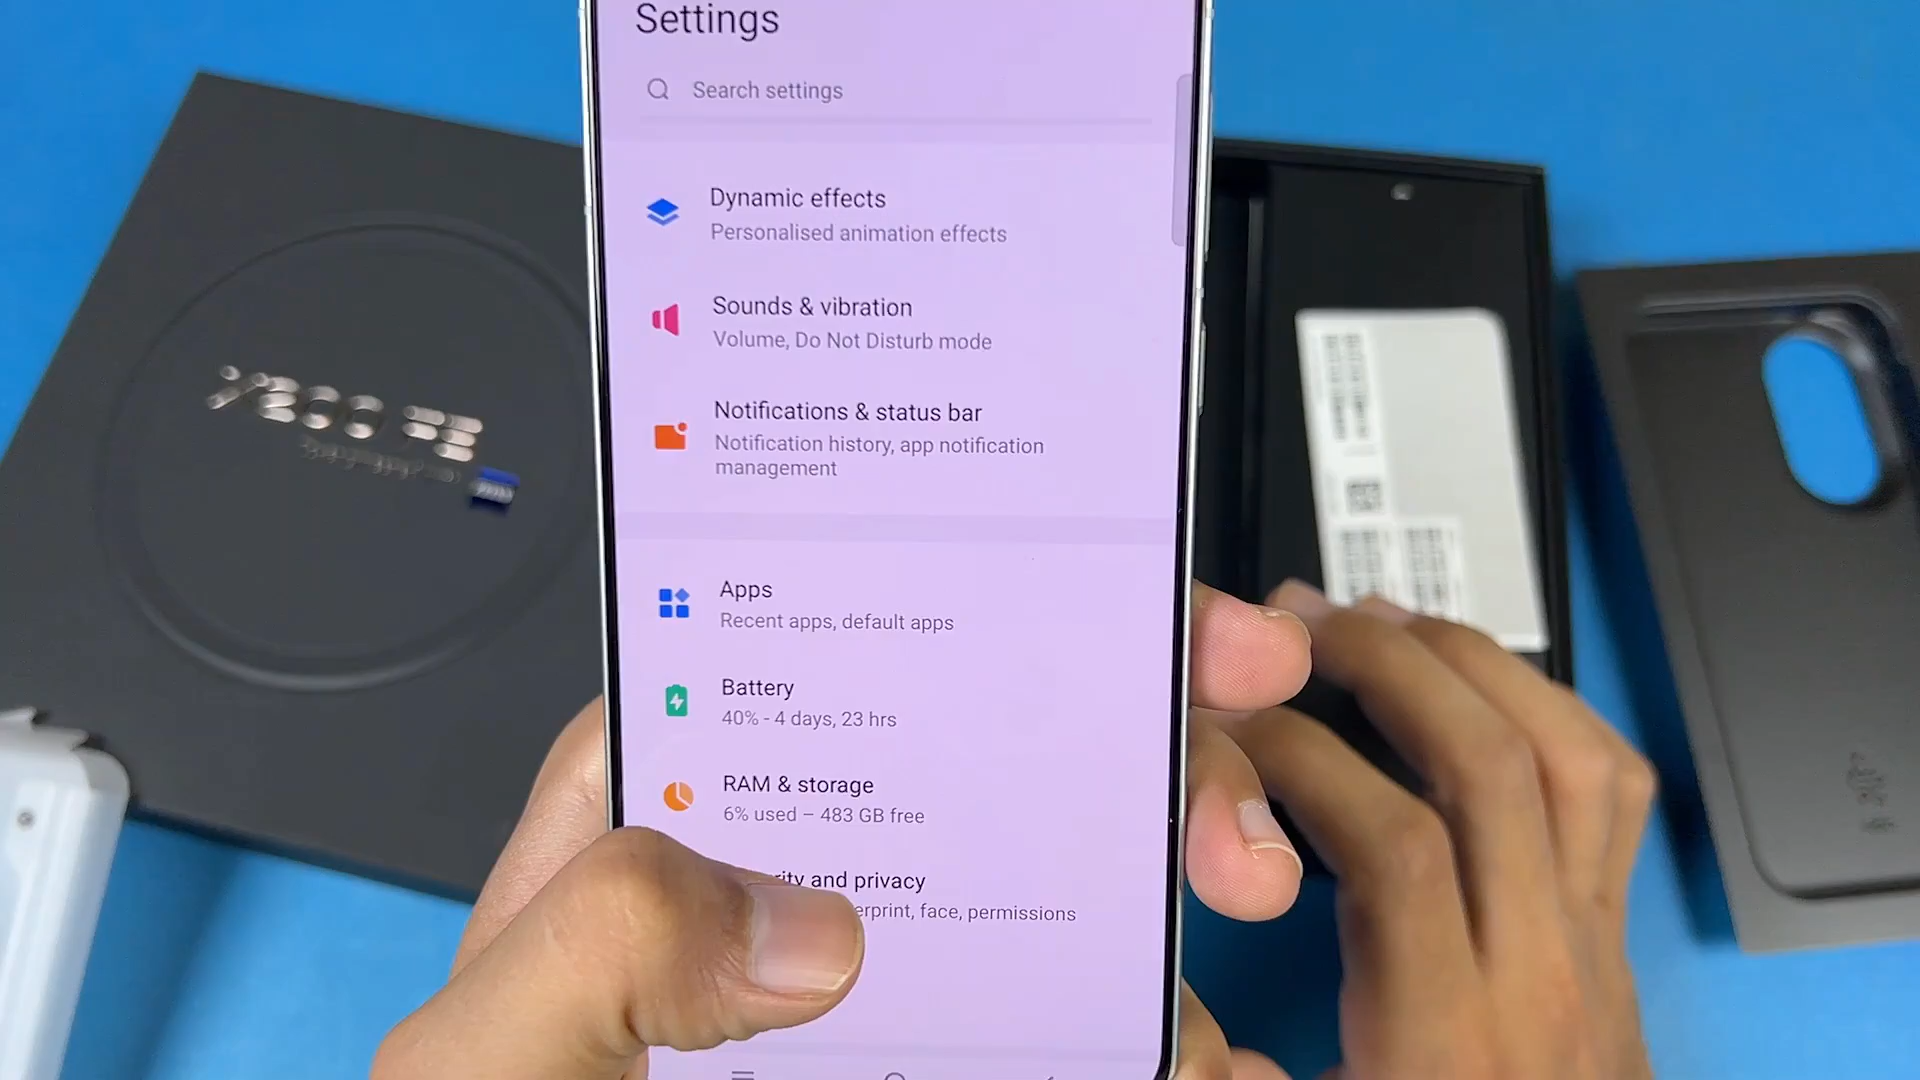 Settings
Search settings
Dynamic effects
Personalised animation effects
Sounds & vibration
Volume, Do Not Disturb mode
Notifications & status bar
Notification history, app notification
management
Apps
Recent apps, default apps
Battery
40% - 4 days, 23 hrs
RAM & storage
6% used – 483 GB free
and privacy
face, permissions